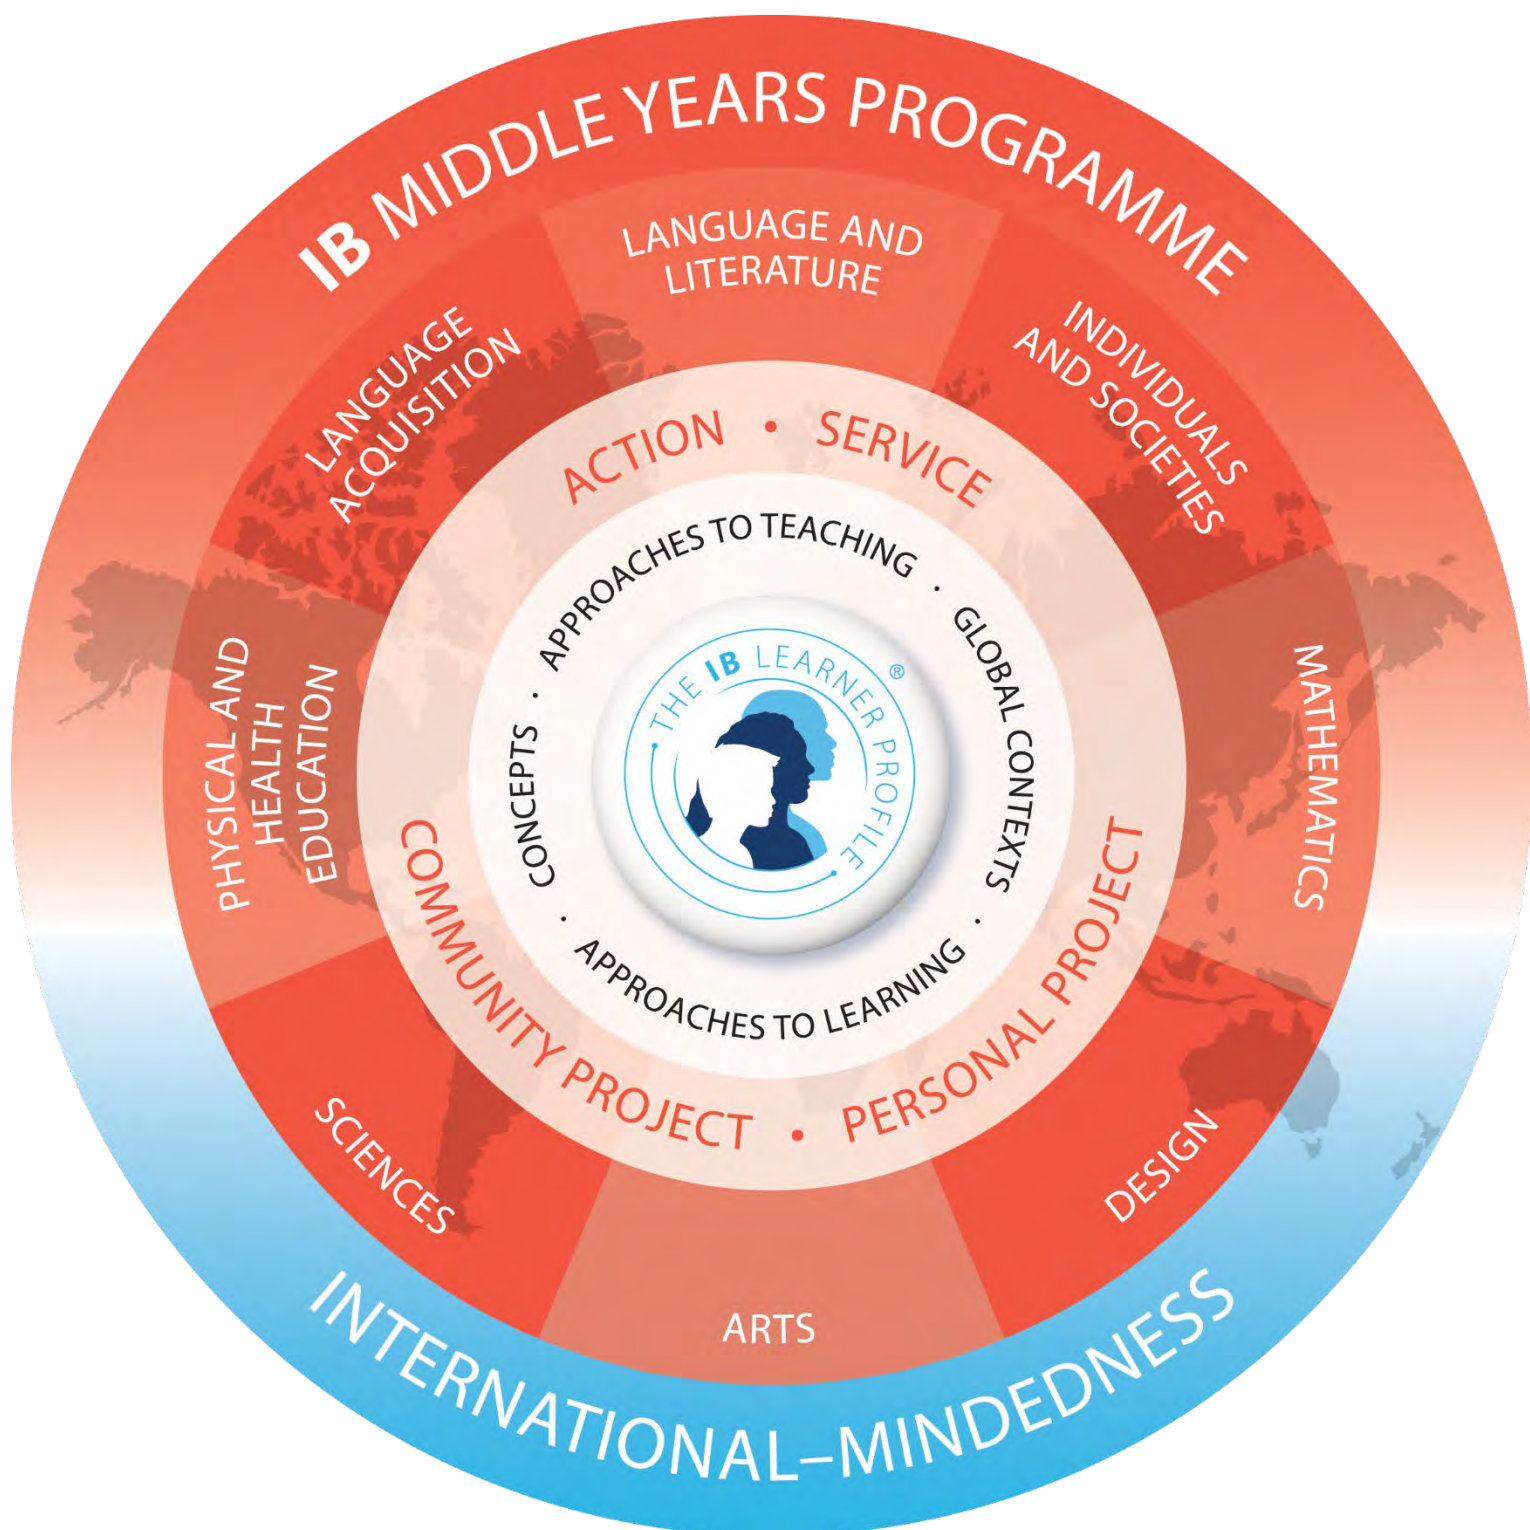 IB MIDDLE YEARS PROGRAMME
LANGUAGE AND
LITERATURE
INDIVIDUALS
AND SOCIETIES
MATHEMATICS
DESIGN
ARTS
SCIENCES
PHYSICAL AND
HEALTH
EDUCATION
LANGUAGE
ACQUISITION
ACTION • SERVICE
COMMUNITY PROJECT • PERSONAL PROJECT
APPROACHES TO TEACHING ·
GLOBAL CONTEXTS ·
APPROACHES TO LEARNING ·
CONCEPTS ·
THE IB LEARNER PROFILE ®
INTERNATIONAL–MINDEDNESS